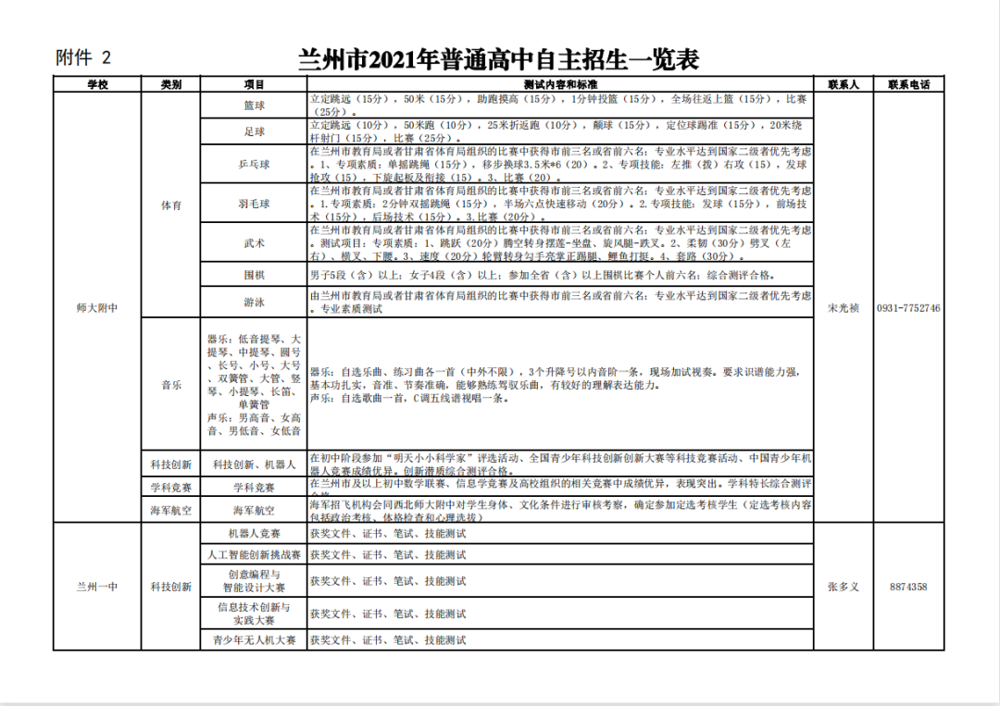 附件 2
兰州市2021年普通高中自主招生一览表
学校 类别 项目 测试内容和标准 联系人 联系电话
师大附中 体育 篮球 立定跳远（15分），50米（15分），助跑摸高（15分），1分钟投篮（15分），全场往返上篮（15分），比赛
（25分）。
足球 立定跳远（10分），50米跑（10分），25米折返跑（10分），颠球（15分），定位球踢准（15分），20米绕
杆射门（15分），比赛（25分）。
乒乓球 在兰州市教育局或者甘肃省体育局组织的比赛中获得市前三名或省前六名；专业水平达到国家二级者优先考虑
。1、专项素质：单摇跳绳（15分），移步换球3.5米*6（20）。2、专项技能：左推（拨）右攻（15），发球
抢攻（15），下旋起板及衔接（15）。3、比赛（20）。
羽毛球 在兰州市教育局或者甘肃省体育局组织的比赛中获得市前三名或省前六名；专业水平达到国家二级者优先考虑
。1.专项素质：2分钟双摇跳绳（15分），半场六点快速移动（20分）。2.专项技能：发球（15分），前场技
术（15分），后场技术（15分）。3.比赛（20分）。
武术 在兰州市教育局或者甘肃省体育局组织的比赛中获得市前三名或省前六名；专业水平达到国家二级者优先考虑
。测试项目：专项素质：1、跳跃（20分）腾空转身摆莲-坐盘、旋风腿-跌叉。2、柔韧（30分）劈叉（左
右）、横叉、下腰。3、速度（20分）轮臂转身勾手亮掌正踢腿、鲤鱼打挺。4、套路（30分）。
围棋 男子5段（含）以上；女子4段（含）以上；参加全省（含）以上围棋比赛个人前六名；综合测评合格。
游泳 由兰州市教育局或者甘肃省体育局组织的比赛中获得市前三名或省前六名；专业水平达到国家二级者优先考虑
。专业素质测试
宋光祯 0931-7752746
音乐 器乐：低音提琴、大
提琴、中提琴、圆号
、长号、小号、大号
、双簧管、大管、竖
琴、小提琴、长笛、
单簧管
声乐：男高音、女高
音、男低音、女低音
器乐：自选乐曲、练习曲各一首（中外不限），3个升降号以内音阶一条，现场加试视奏。要求识谱能力强，
基本功扎实，音准、节奏准确，能够熟练驾驭乐曲，有较好的理解表达能力。
声乐：自选歌曲一首，C调五线谱视唱一条。
科技创新 科技创新、机器人 在初中阶段参加“明天小小科学家”评选活动、全国青少年科技创新创新大赛等科技竞赛活动、中国青少年机
器人竞赛成绩优异。创新潜质综合测评合格。
学科竞赛 学科竞赛 在兰州市及以上初中数学联赛、信息学竞赛及高校组织的相关竞赛中成绩优异，表现突出。学科特长综合测评
海军航空 海军航空 海军招飞机构会同西北师大附中对学生身体、文化条件进行审核考察，确定参加定选考核学生（定选考核内容
包括政治考核、体格检查和心理选拔）
兰州一中 科技创新 机器人竞赛 获奖文件、证书、笔试、技能测试
人工智能创新挑战赛 获奖文件、证书、笔试、技能测试
创意编程与
智能设计大赛 获奖文件、证书、笔试、技能测试
张多义 8874358
信息技术创新与
实践大赛 获奖文件、证书、笔试、技能测试
青少年无人机大赛 获奖文件、证书、笔试、技能测试